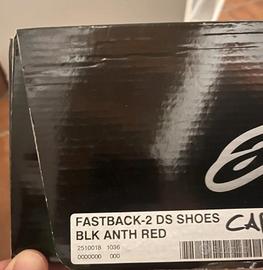 FASTBACK-2 DS SHOES
BLK ANTH RED
2510018 1036
0000000 000